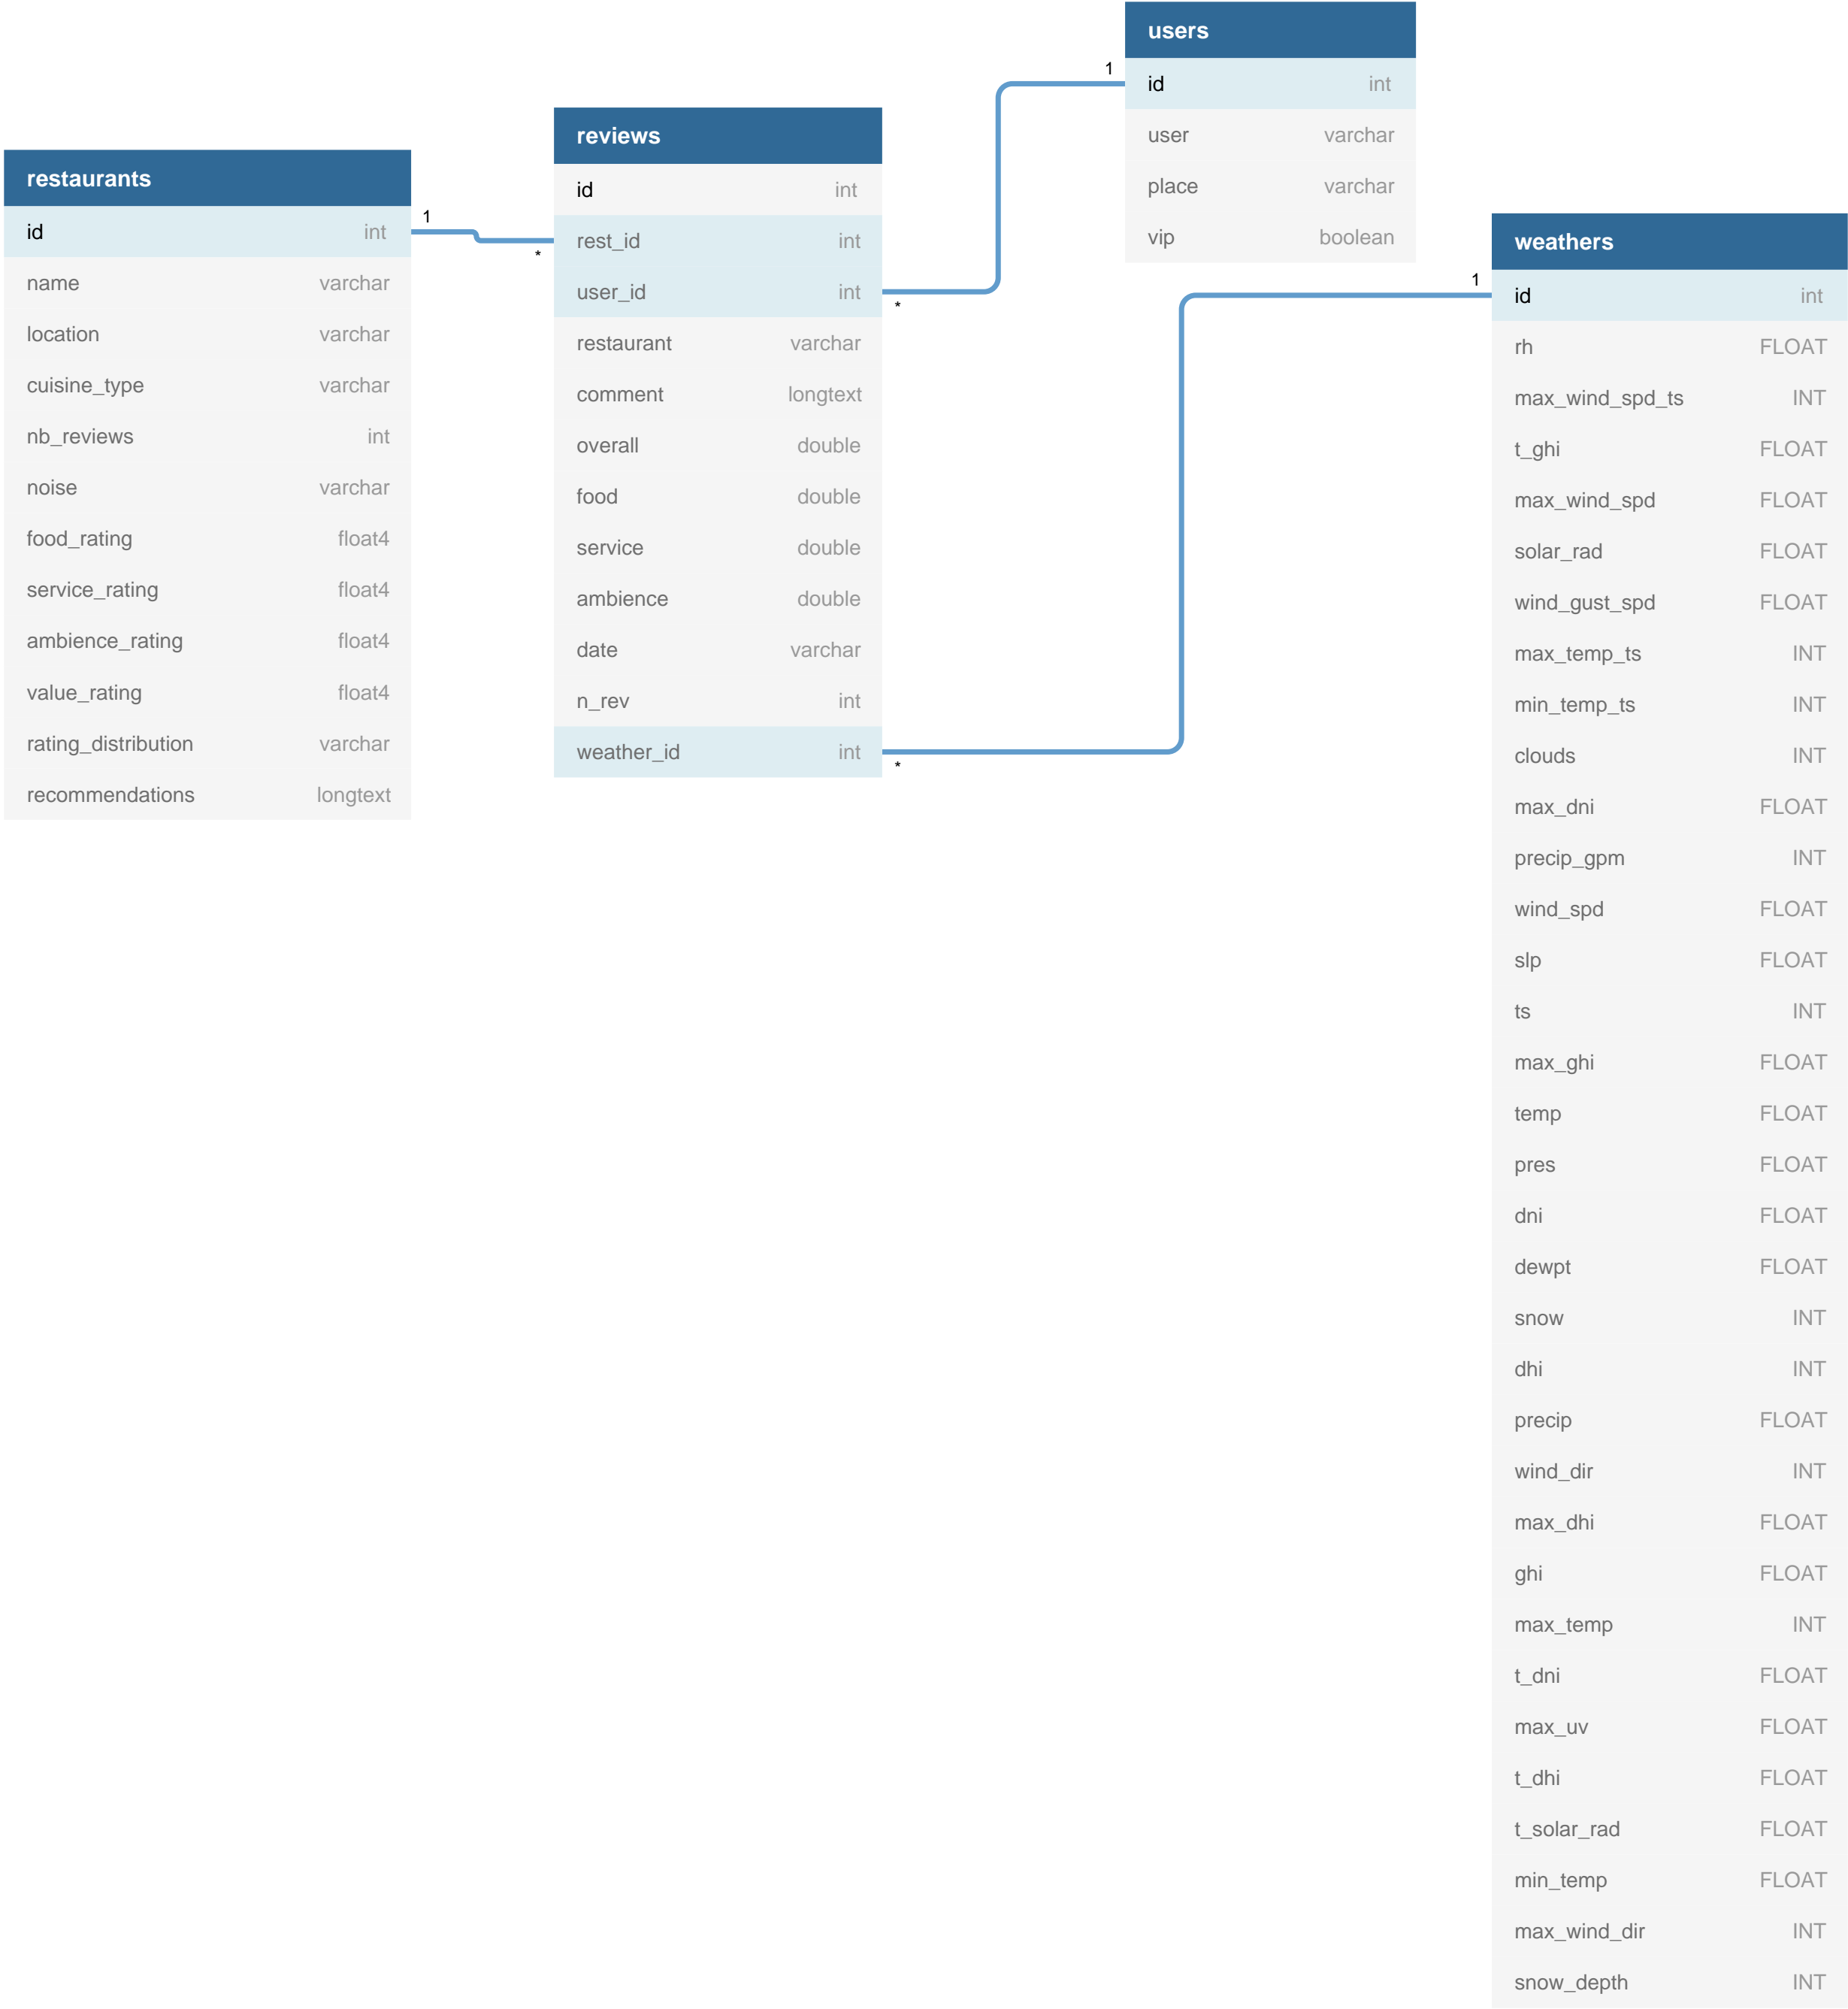 restaurants
id int
name varchar
location varchar
cuisine_type varchar
nb_reviews int
noise varchar
food_rating float4
service_rating float4
ambience_rating float4
value_rating float4
rating_distribution varchar
recommendations longtext
1
*
reviews
id int
rest_id int
user_id int
restaurant varchar
comment longtext
overall double
food double
service double
ambience double
date varchar
n_rev int
weather_id int
*
*
1
users
id int
user varchar
place varchar
vip boolean
1
weathers
id int
rh FLOAT
max_wind_spd_ts INT
t_ghi FLOAT
max_wind_spd FLOAT
solar_rad FLOAT
wind_gust_spd FLOAT
max_temp_ts INT
min_temp_ts INT
clouds INT
max_dni FLOAT
precip_gpm INT
wind_spd FLOAT
slp FLOAT
ts INT
max_ghi FLOAT
temp FLOAT
pres FLOAT
dni FLOAT
dewpt FLOAT
snow INT
dhi INT
precip FLOAT
wind_dir INT
max_dhi FLOAT
ghi FLOAT
max_temp INT
t_dni FLOAT
max_uv FLOAT
t_dhi FLOAT
t_solar_rad FLOAT
min_temp FLOAT
max_wind_dir INT
snow_depth INT